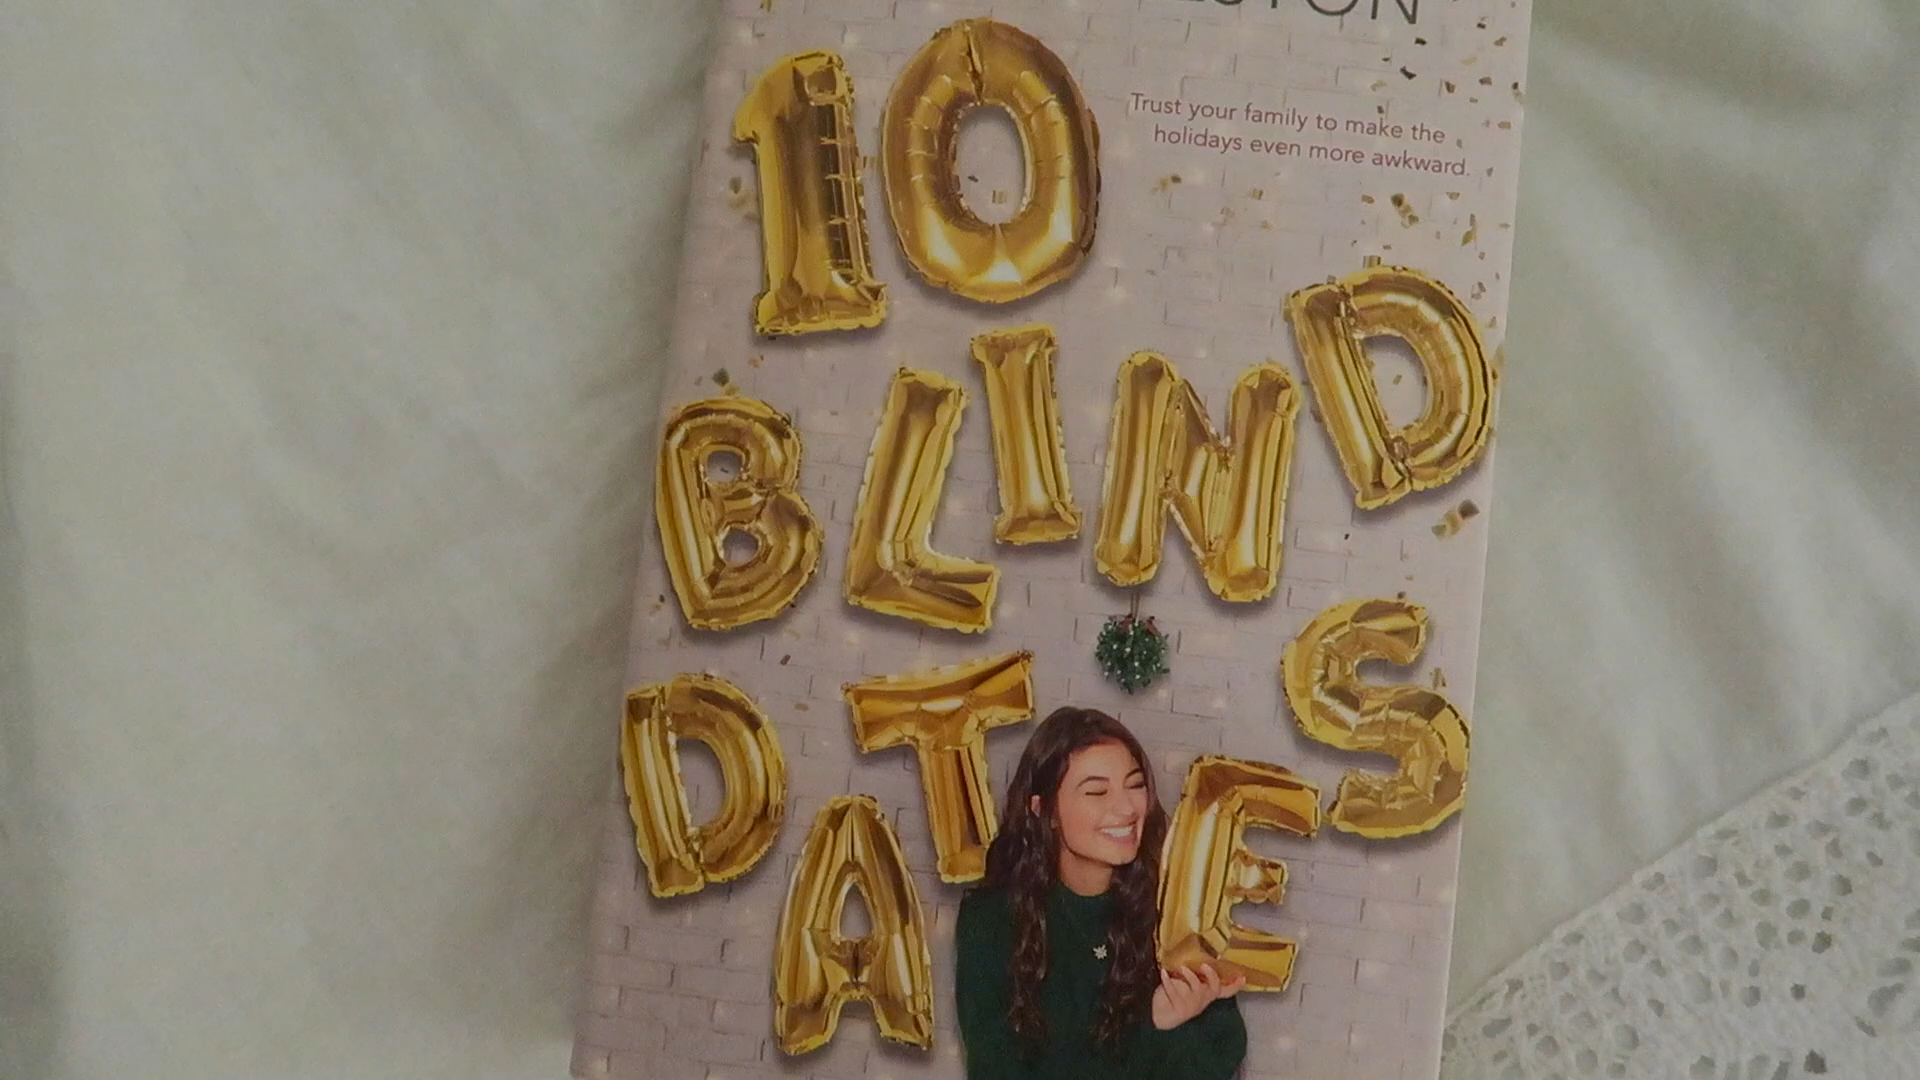 10
Trust your family to make the
holidays even more awkward.
BLIND
DATES